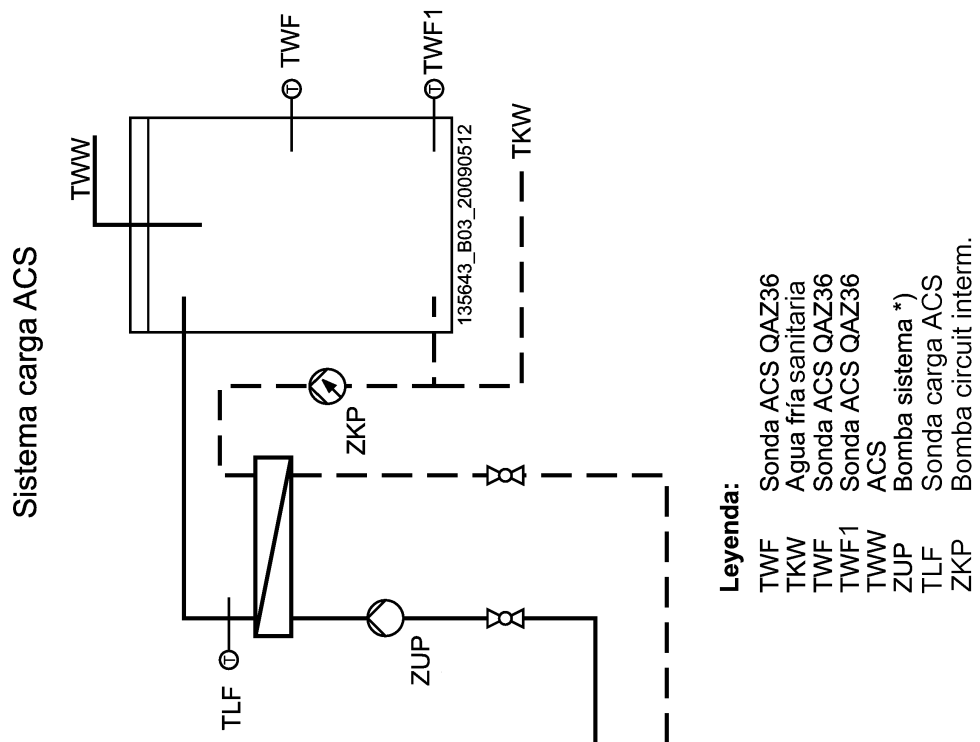 Sistema carga ACS
TWW
TWF
TWF1
135643_B03_20090512
TKW
ZKP
TLF
T
T
T
ZUP
Leyenda:
TWF Sonda ACS QAZ36
TKW Agua fría sanitaria
TWF Sonda ACS QAZ36
TWF1 Sonda ACS QAZ36
TWW ACS
ZUP Bomba sistema *)
TLF Sonda carga ACS
ZKP Bomba circuit interm.